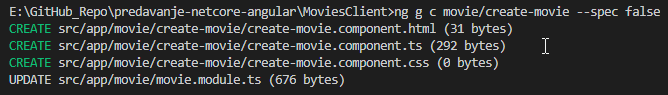 E:\GitHub_Repo\predavanje-netcore-angular\MoviesClient>ng g c movie/create-movie --spec false
CREATE src/app/movie/create-movie/create-movie.component.html (31 bytes)
CREATE src/app/movie/create-movie/create-movie.component.ts (292 bytes)
CREATE src/app/movie/create-movie/create-movie.component.css (0 bytes)
UPDATE src/app/movie/movie.module.ts (676 bytes)